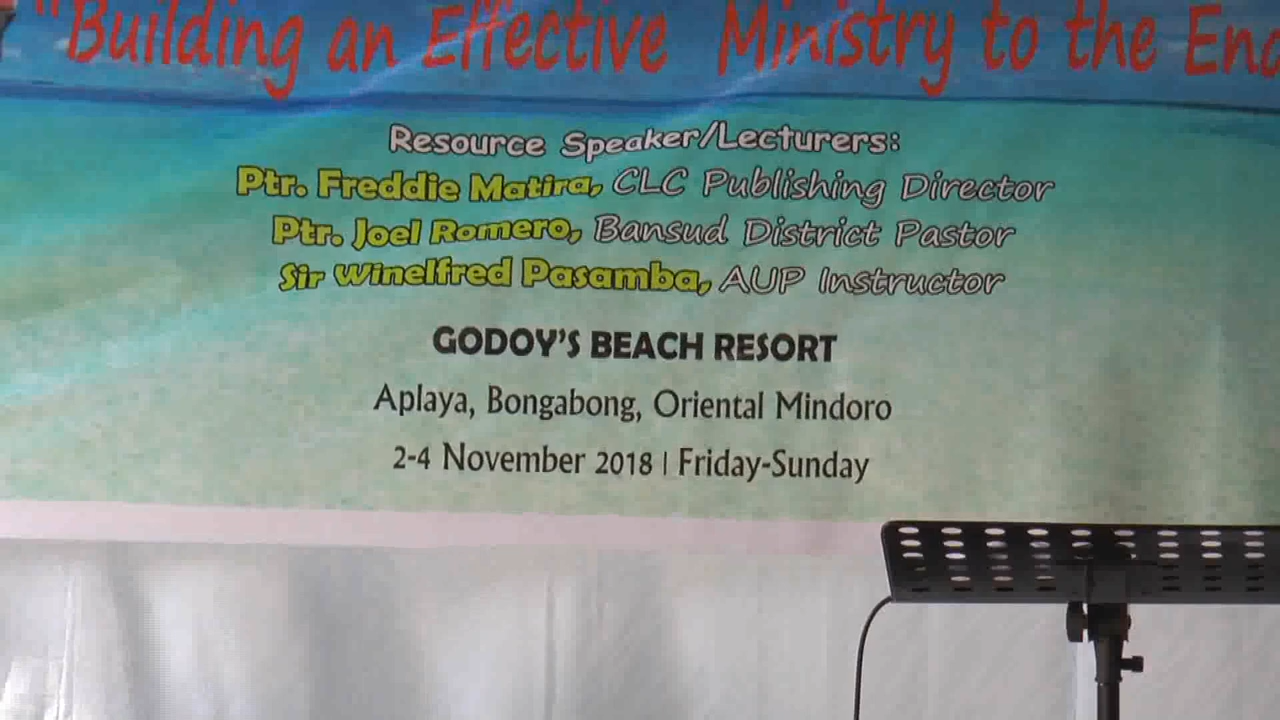 "Building an Effective Ministry to the End
Resource Speaker/Lecturers:
Ptr. Freddie Matira, CLC Publishing Director
Ptr. Joel Romero, Bansud District Pastor
Sir Winelfred Pasamba, AUP Instructor
GODOY'S BEACH RESORT
Aplaya, Bongabong, Oriental Mindoro
2-4 November 2018 | Friday-Sunday